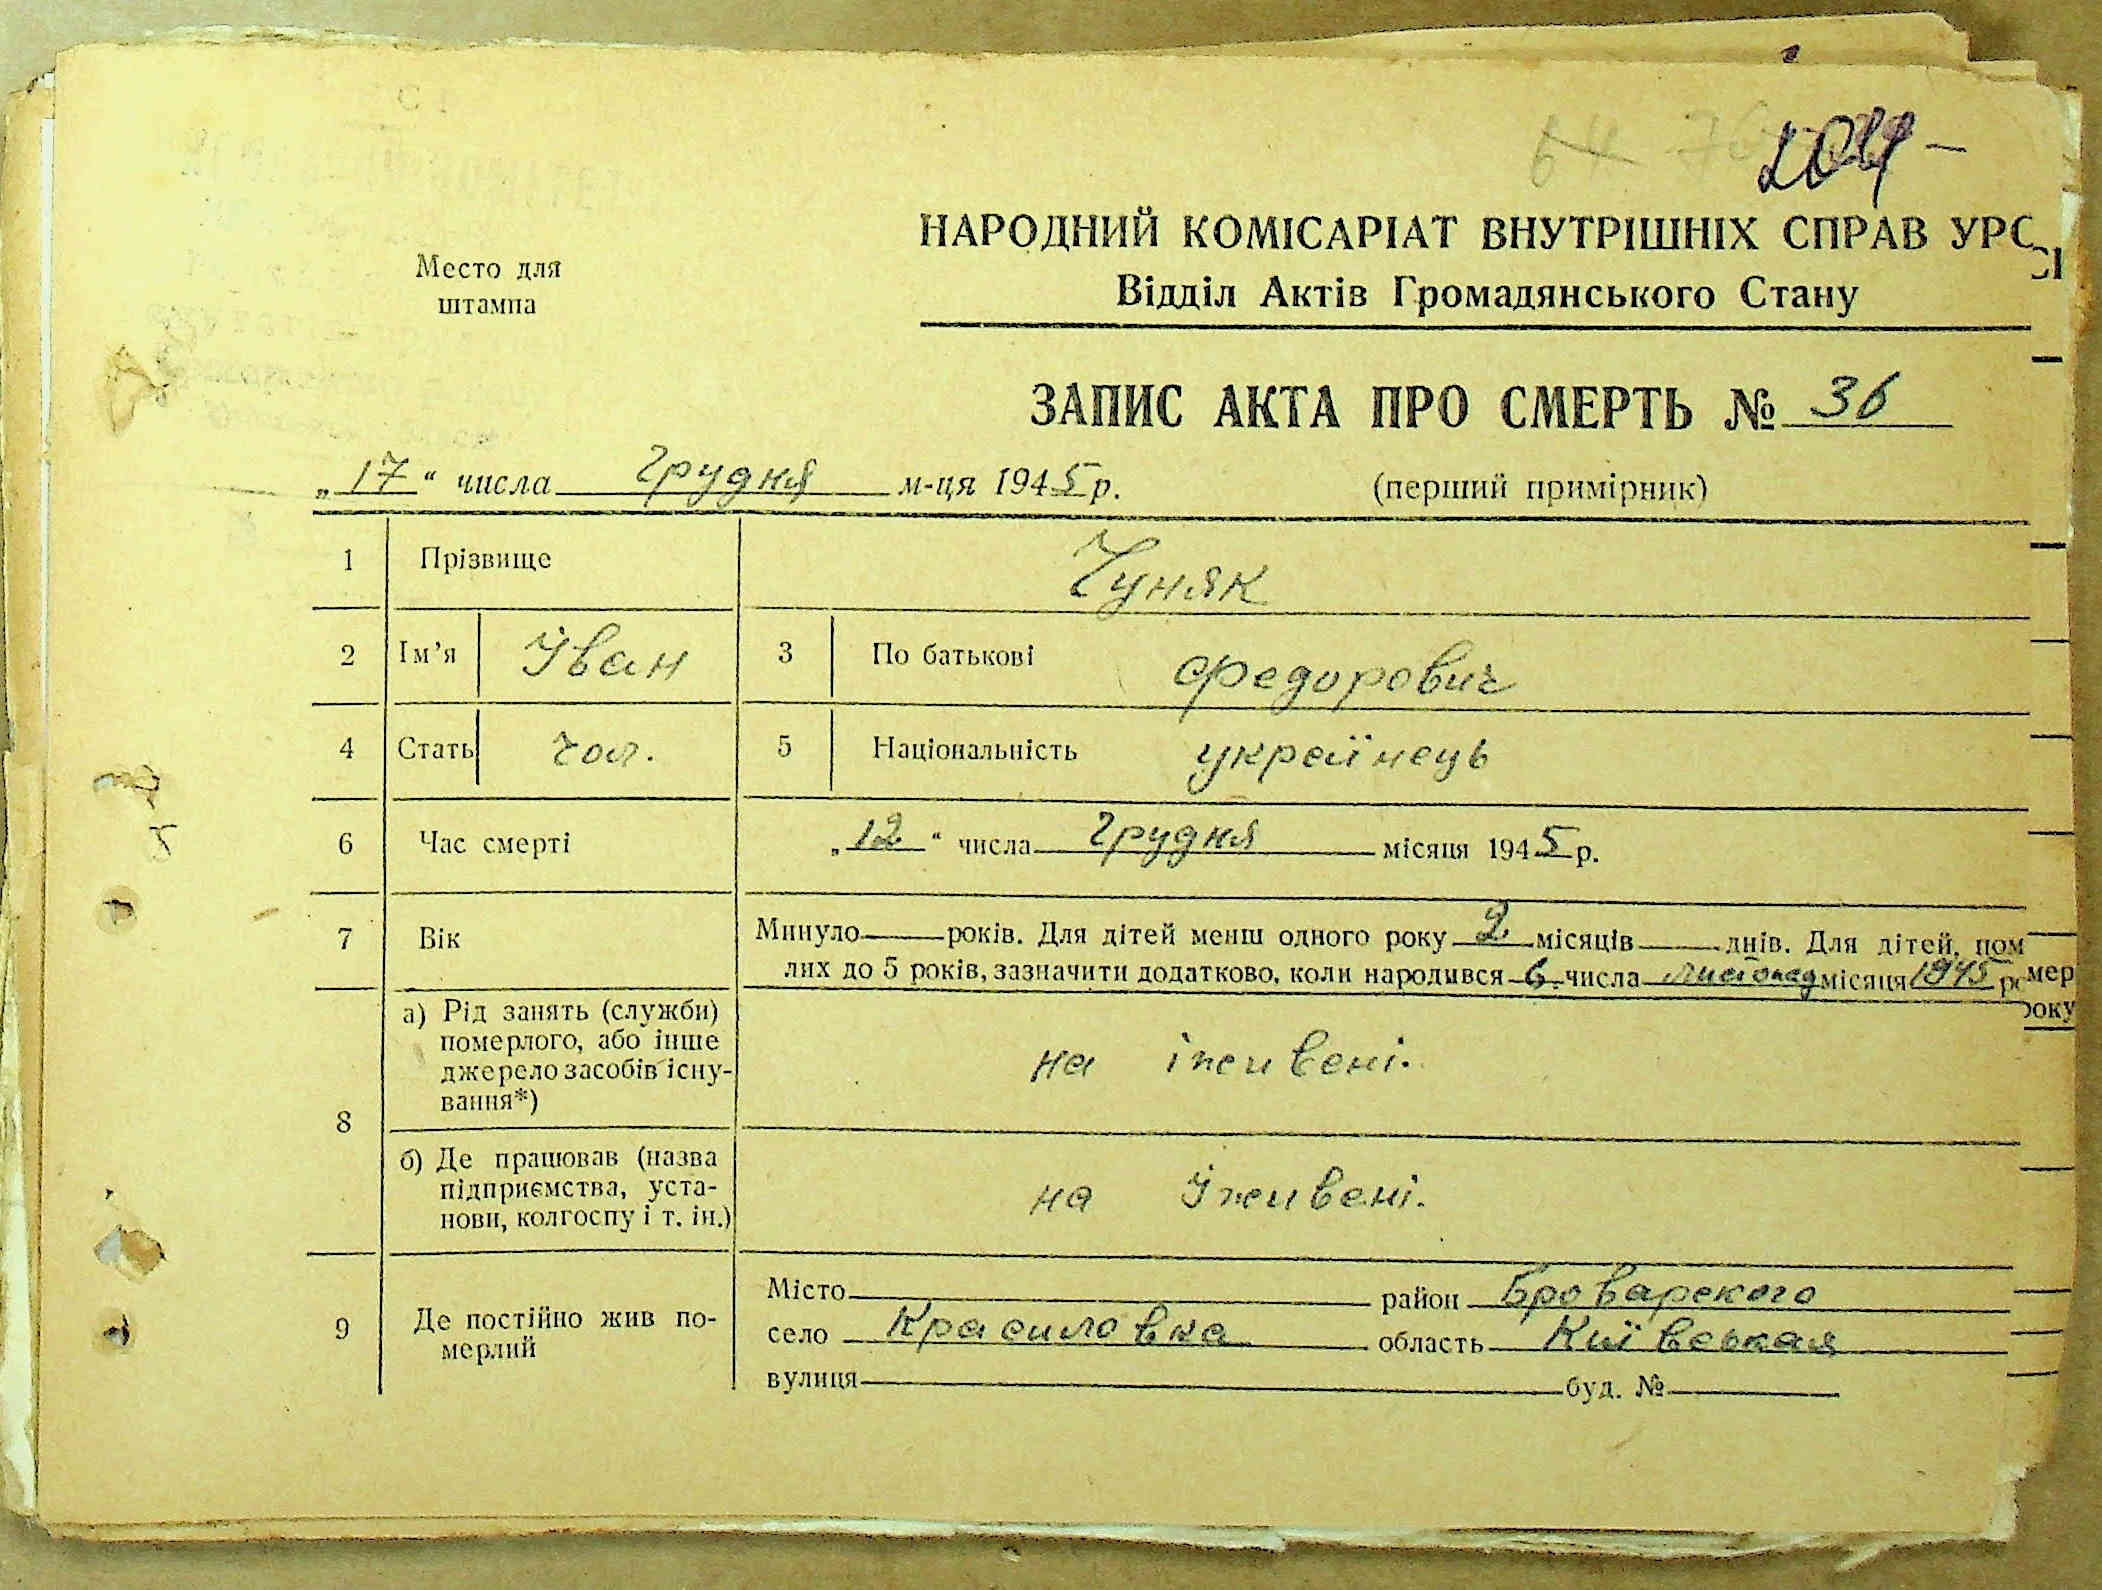 204 -
НАРОДНИЙ КОМІСАРІАТ ВНУТРІШНІХ СПРАВ УРС
Место для
штампа
Відділ Актів Громадянського Стану
ЗАПИС АКТА ПРО СМЕРТЬ № 36
„17“ числа Грудня м-ця 1945 р. (перший примірник)
1 Прізвище Чуняк
2 Ім’я Іван 3 По батькові Федорович
4 Стать чол. 5 Національність українець
6 Час смерті „12“ числа Грудня місяця 1945 р.
7 Вік Минуло років. Для дітей менш одного року 2 місяців днів. Для дітей, пом
лих до 5 років, зазначити додатково, коли народився 6. числа листопад місяця 1945 ро
8 а) Рід занять (служби)
померлого, або інше
джерело засобів існу-
вання*) на іживені.
б) Де працював (назва
підприємства, уста-
нови, колгоспу і т. ін.) на Іживені.
9 Де постійно жив по-
мерлий
Місто район Броварского
село Красиловка область Київськая
вулиця буд. №